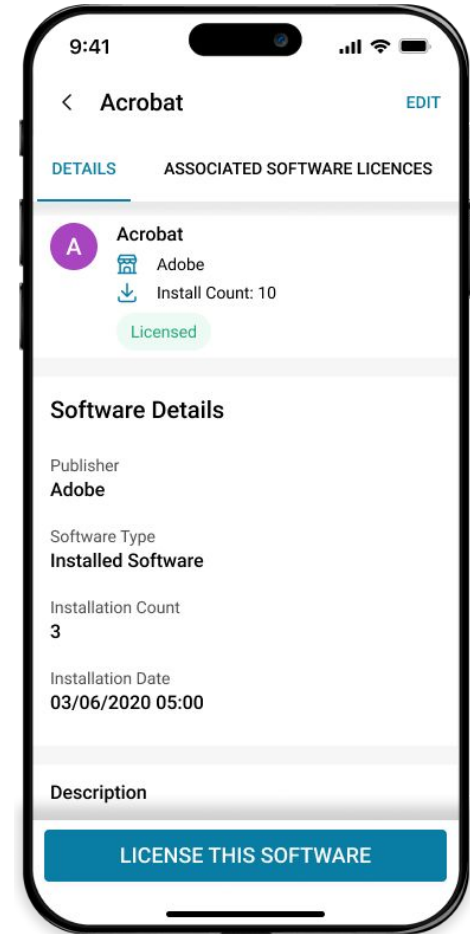 9:41
Acrobat
EDIT
DETAILS
ASSOCIATED SOFTWARE LICENCES
A
Acrobat
Adobe
Install Count: 10
Licensed
Software Details
Publisher
Adobe
Software Type
Installed Software
Installation Count
3
Installation Date
03/06/2020 05:00
Description
LICENSE THIS SOFTWARE